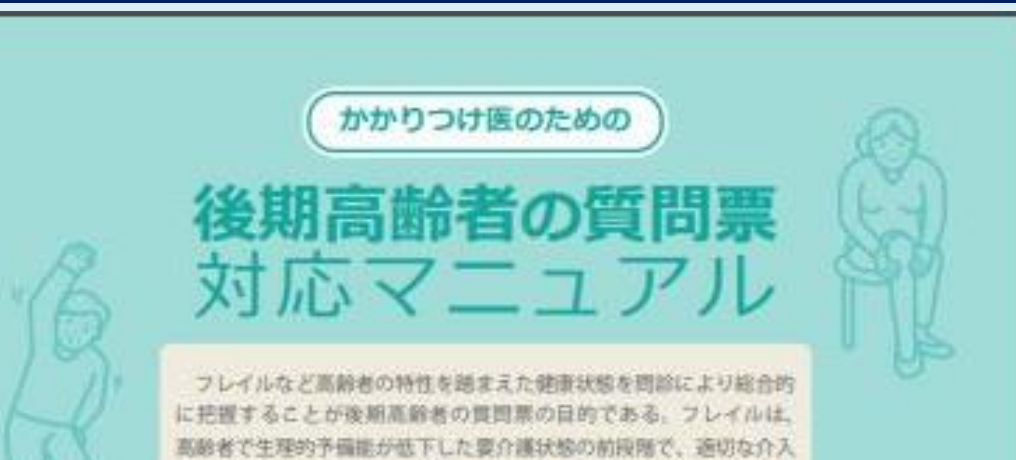 かかりつけ医のための
後期高齢者の質問票
対応マニュアル
フレイルなど高齢者の特性を踏まえた健康状態を問診により総合的
に把握することが後期高齢者の質問票の目的である。フレイルは、
高齢者で生理的予備能が低下した要介護状態の前段階で、適切な介入